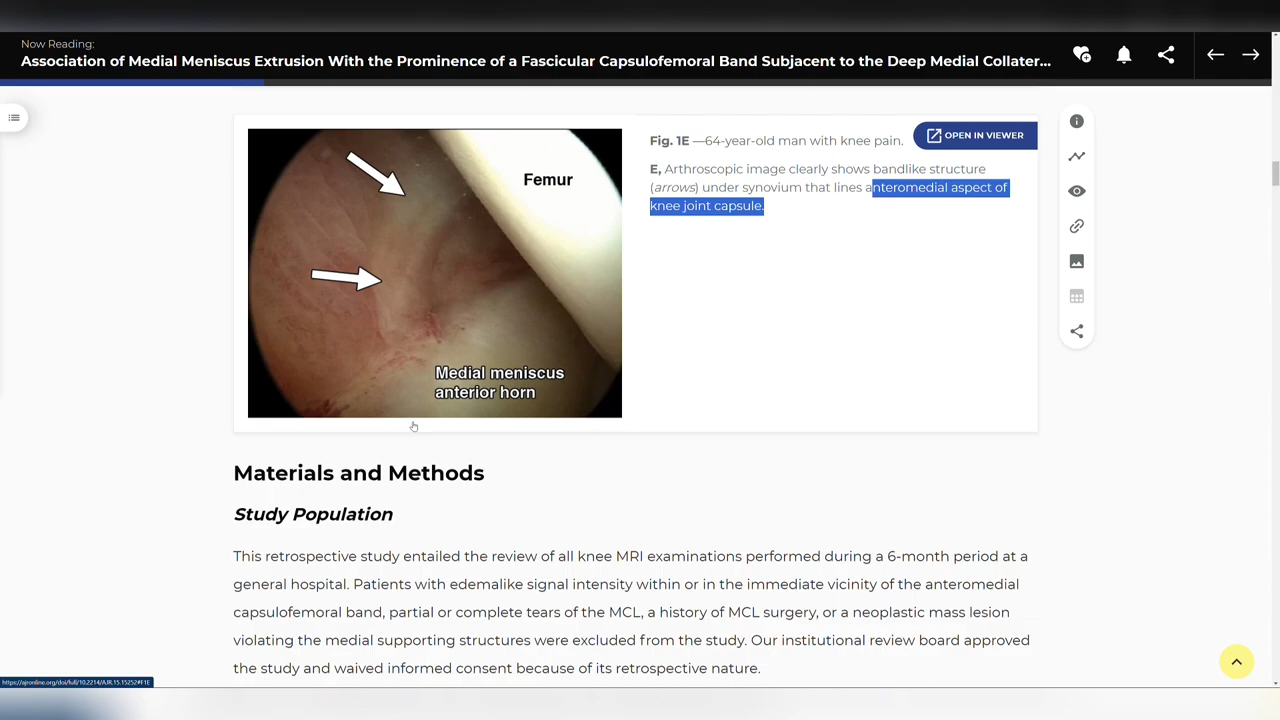 Now Reading:
Association of Medial Meniscus Extrusion With the Prominence of a Fascicular Capsulofemoral Band Subjacent to the Deep Medial Collater...
Femur
Medial meniscus
anterior horn
Fig. 1E —64-year-old man with knee pain.
OPEN IN VIEWER
E, Arthroscopic image clearly shows bandlike structure
(arrows) under synovium that lines anteromedial aspect of
knee joint capsule.
Materials and Methods
Study Population
This retrospective study entailed the review of all knee MRI examinations performed during a 6-month period at a
general hospital. Patients with edemalike signal intensity within or in the immediate vicinity of the anteromedial
capsulofemoral band, partial or complete tears of the MCL, a history of MCL surgery, or a neoplastic mass lesion
violating the medial supporting structures were excluded from the study. Our institutional review board approved
the study and waived informed consent because of its retrospective nature.
https://ajronline.org/doi/full/10.2214/AJR.15.15252#F1E